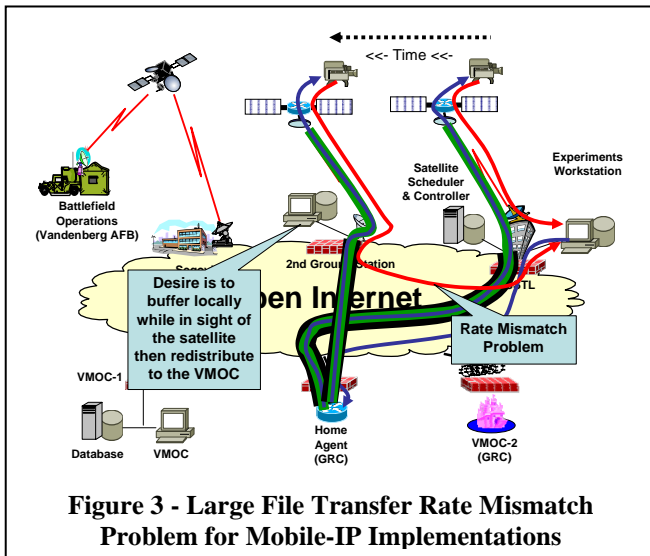 <<- Time <<-
Satellite
Scheduler
& Controller
Experiments
Workstation
Battlefield
Operations
(Vandenberg AFB)
2nd Ground Station
Desire is to
buffer locally
while in sight of
the satellite
then redistribute
to the VMOC
pen Internet
Rate Mismatch
Problem
VMOC-1
Database
VMOC
Home
Agent
(GRC)
VMOC-2
(GRC)
Figure 3 - Large File Transfer Rate Mismatch
Problem for Mobile-IP Implementations